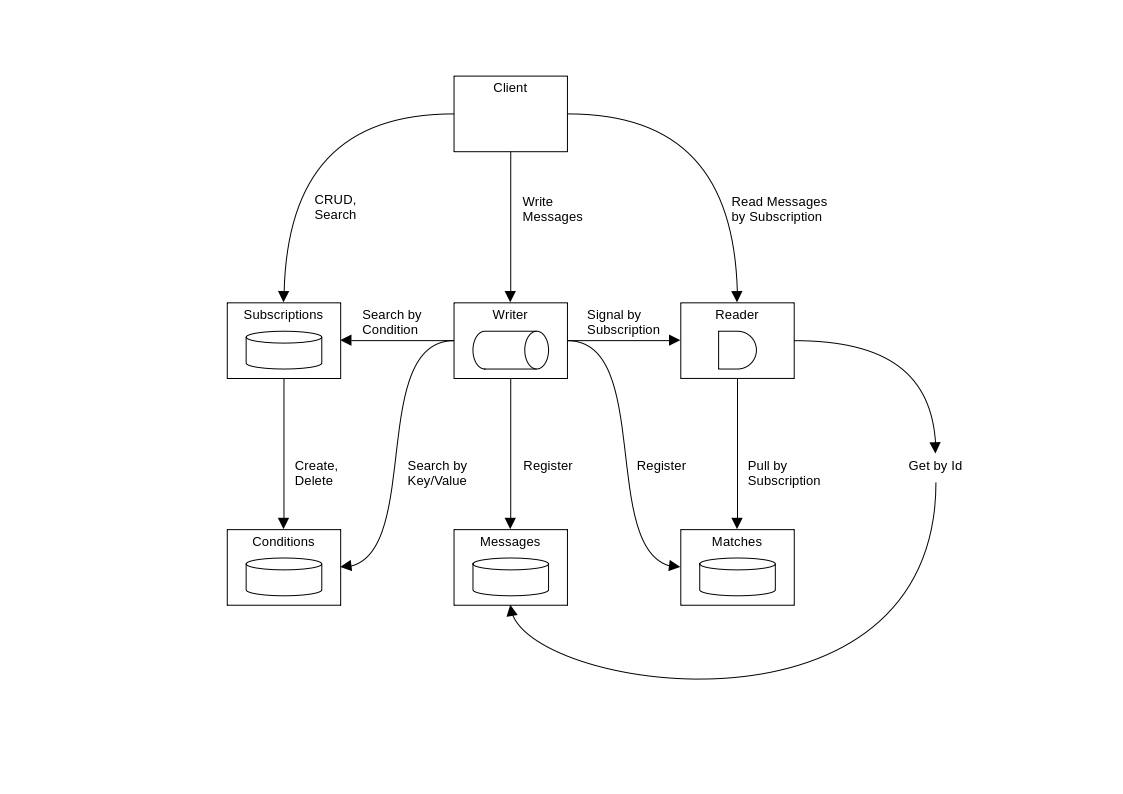 Client
CRUD,
Search
Write
Messages
Read Messages
by Subscription
Subscriptions
Search by
Condition
Writer
Signal by
Subscription
Reader
Create,
Delete
Search by
Key/Value
Register
Register
Pull by
Subscription
Get by Id
Conditions
Messages
Matches